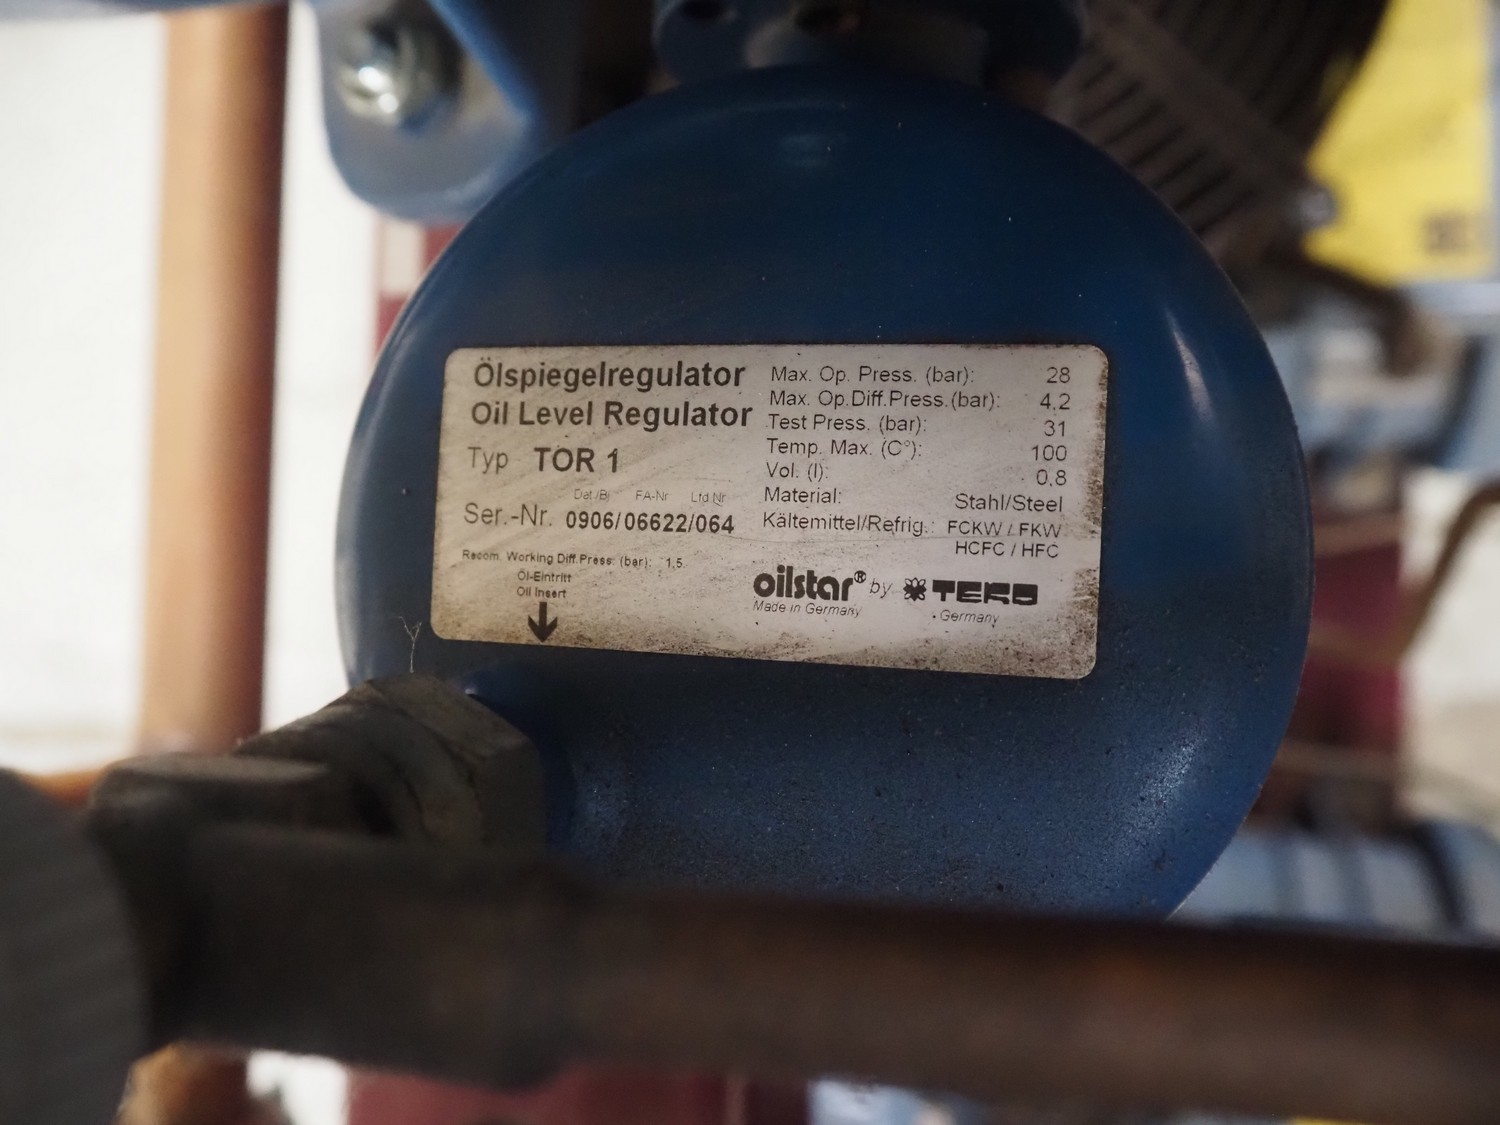 Ölspiegelregulator
Oil Level Regulator
Typ TOR 1
Dat/Bj FA-Nr Lfd Nr
Ser.-Nr. 0906/06622/064
Recom. Working Diff.Press. (bar): 1,5
Öl-Eintritt
Oil Insert
Max. Op. Press. (bar): 28
Max. Op.Diff.Press.(bar): 4,2
Test Press. (bar): 31
Temp. Max. (C°): 100
Vol. (l): 0,8
Material: Stahl/Steel
Kältemittel/Refrig.: FCKW / FKW
HCFC / HFC
oilstar® by TEKO
Made in Germany
Germany